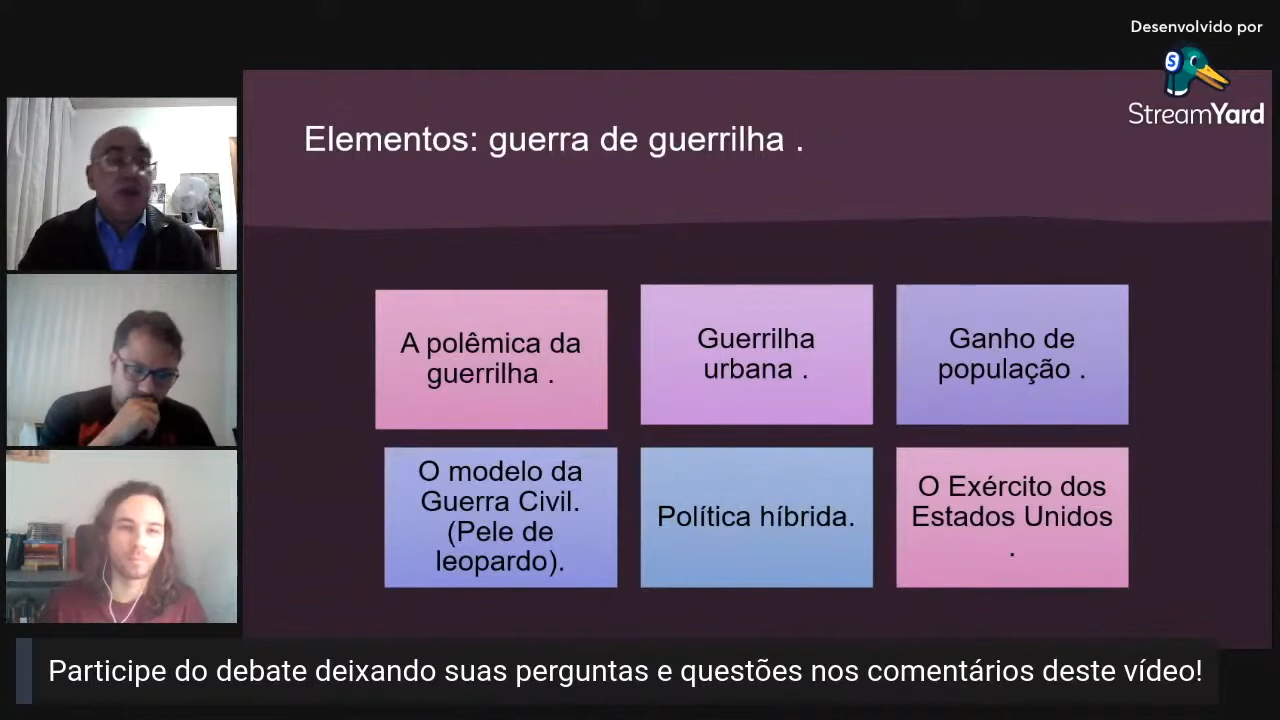 Desenvolvido por
S
StreamYard
Elementos: guerra de guerrilha .
A polêmica da
guerrilha .
Guerrilha
urbana .
Ganho de
população .
O modelo da
Guerra Civil.
(Pele de
leopardo).
Política híbrida.
O Exército dos
Estados Unidos
.
Participe do debate deixando suas perguntas e questões nos comentários deste vídeo!